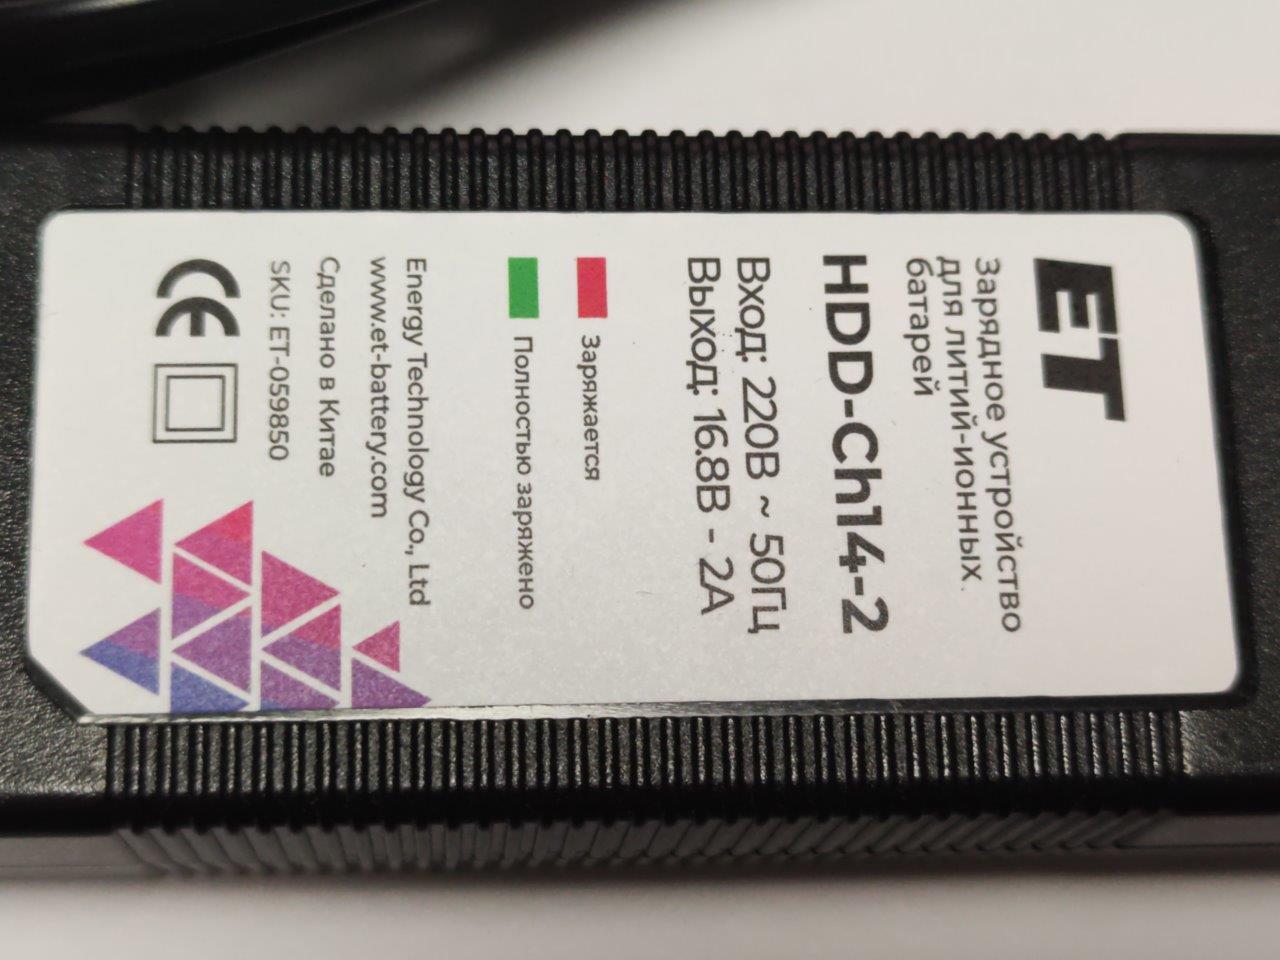 ET
Зарядное устройство
для литий-ионных
батарей
HDD-Ch14-2
Вход: 220В ~ 50Гц
Выход: 16.8В - 2А
Заряжается
Полностью заряжено
Energy Technology Co., Ltd
www.et-battery.com
Сделано в Китае
SKU: ET-059850
CE